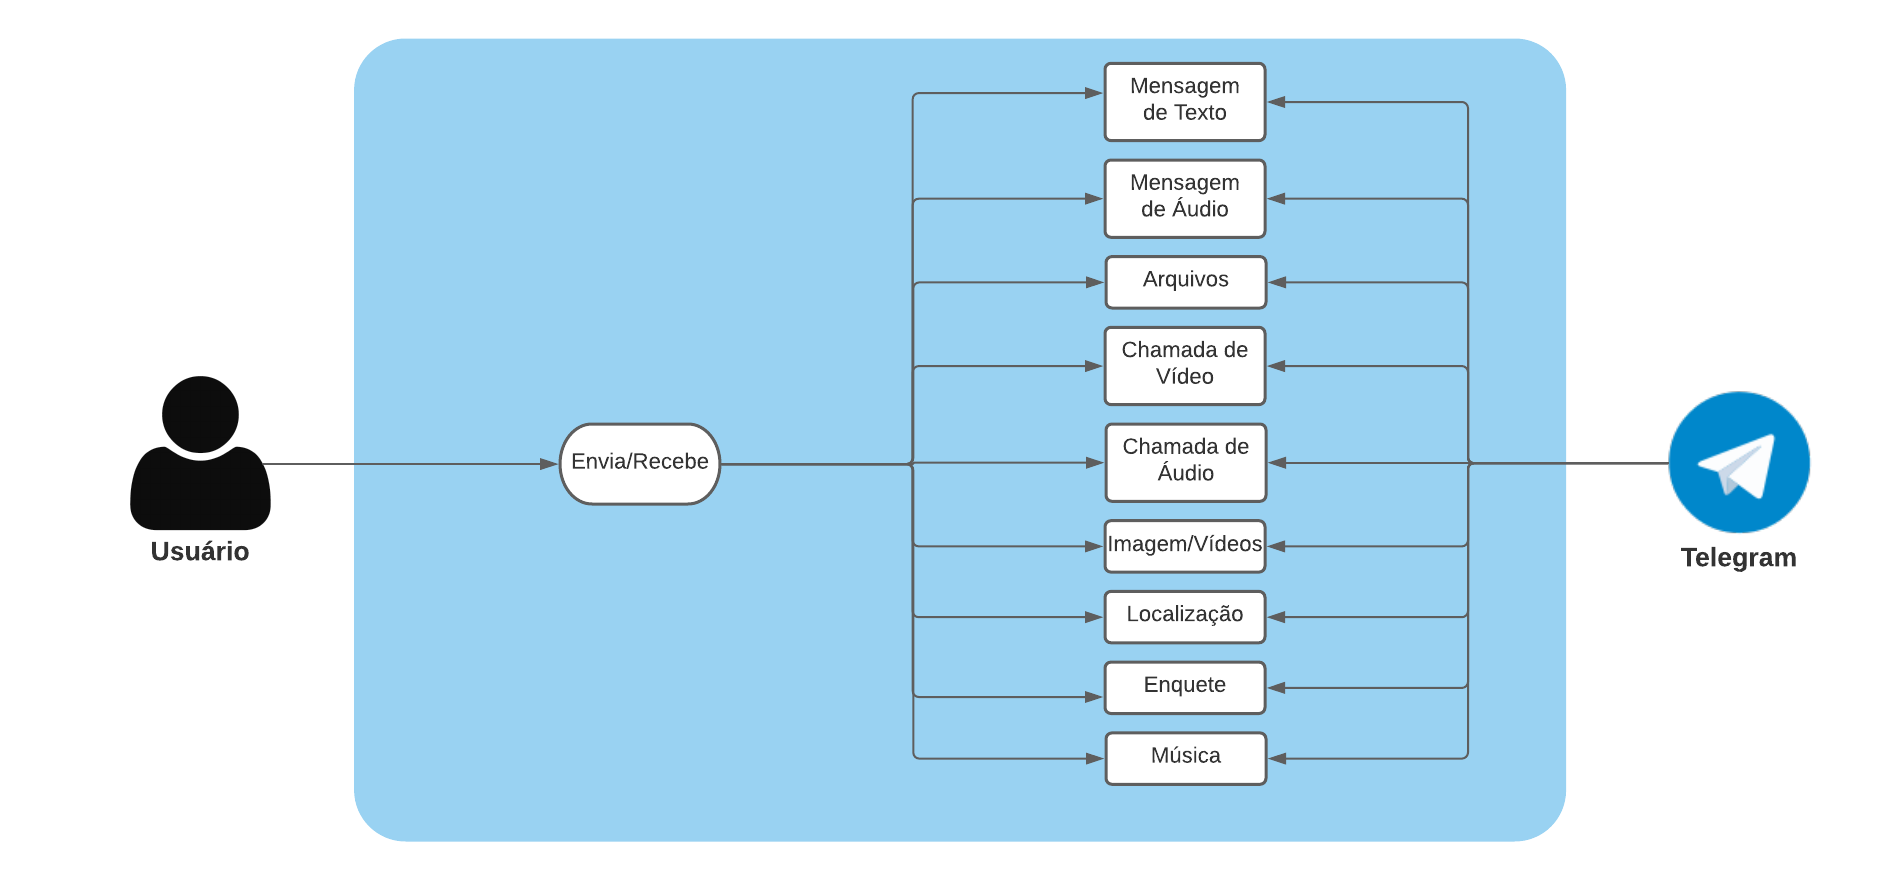 Mensagem
de Texto
Mensagem
de Áudio
Arquivos
Chamada de
Vídeo
Envia/Recebe
Chamada de
Áudio
Imagem/Vídeos
Usuário
Telegram
Localização
Enquete
Música